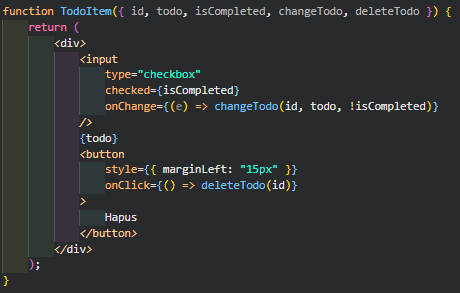 function TodoItem({ id, todo, isCompleted, changeTodo, deleteTodo }) {
    return (
        <div>
            <input
                type="checkbox"
                checked={isCompleted}
                onChange={(e) => changeTodo(id, todo, !isCompleted)}
            />
            {todo}
            <button
                style={{ marginLeft: "15px" }}
                onClick={() => deleteTodo(id)}
            >
                Hapus
            </button>
        </div>
    );
}